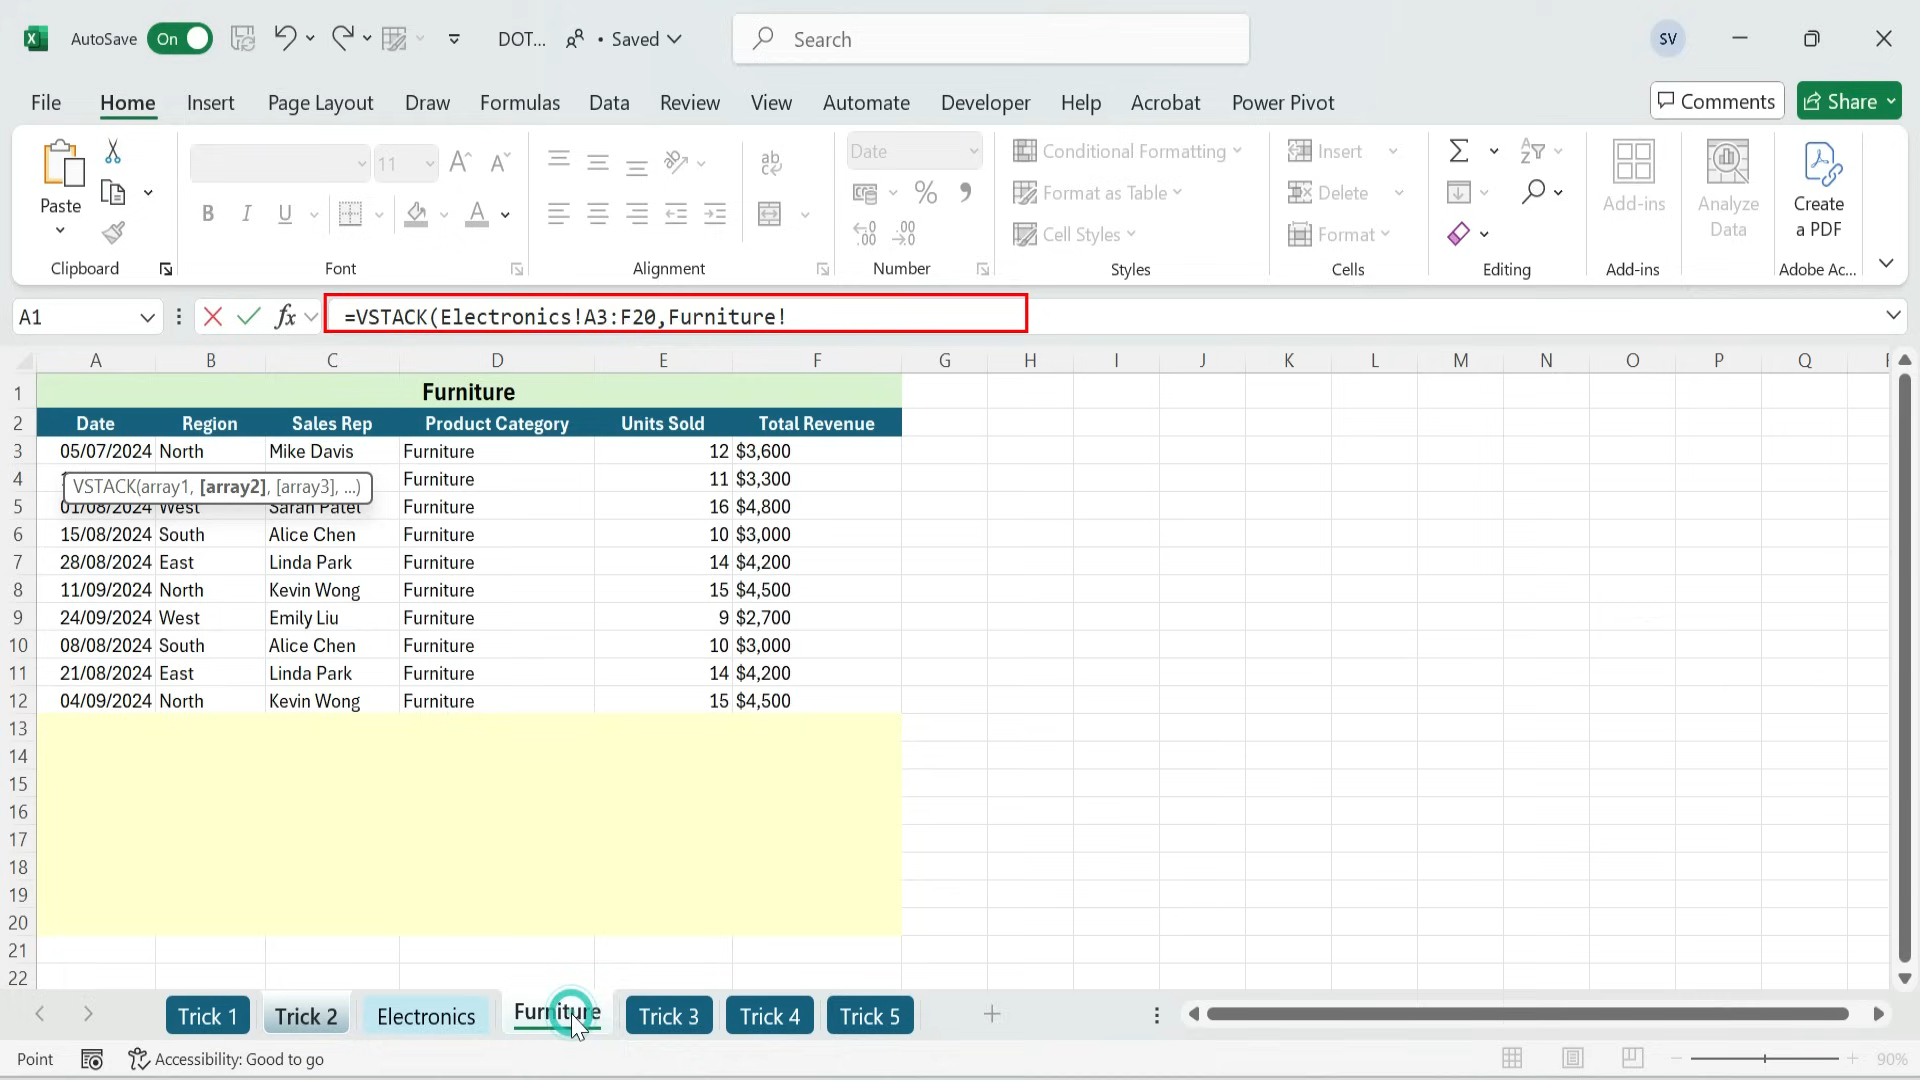 AutoSave On DOT... • Saved Search SV
File Home Insert Page Layout Draw Formulas Data Review View Automate Developer Help Acrobat Power Pivot Comments Share
Paste 11 Date Conditional Formatting Format as Table Cell Styles Insert Delete Format Add-ins Analyze Data Create a PDF
Clipboard Font Alignment Number Styles Cells Editing Add-ins Adobe Ac...
A1 fx =VSTACK(Electronics!A3:F20,Furniture!
A B C D E F G H I J K L M N O P Q
1 Furniture
2 Date Region Sales Rep Product Category Units Sold Total Revenue
3 05/07/2024 North Mike Davis Furniture 12 $3,600
4 Furniture 11 $3,300
VSTACK(array1, [array2], [array3], ...)
5 01/08/2024 West Sarah Patel Furniture 16 $4,800
6 15/08/2024 South Alice Chen Furniture 10 $3,000
7 28/08/2024 East Linda Park Furniture 14 $4,200
8 11/09/2024 North Kevin Wong Furniture 15 $4,500
9 24/09/2024 West Emily Liu Furniture 9 $2,700
10 08/08/2024 South Alice Chen Furniture 10 $3,000
11 21/08/2024 East Linda Park Furniture 14 $4,200
12 04/09/2024 North Kevin Wong Furniture 15 $4,500
13
14
15
16
17
18
19
20
21
22
Trick 1 Trick 2 Electronics Furniture Trick 3 Trick 4 Trick 5
Point Accessibility: Good to go 90%